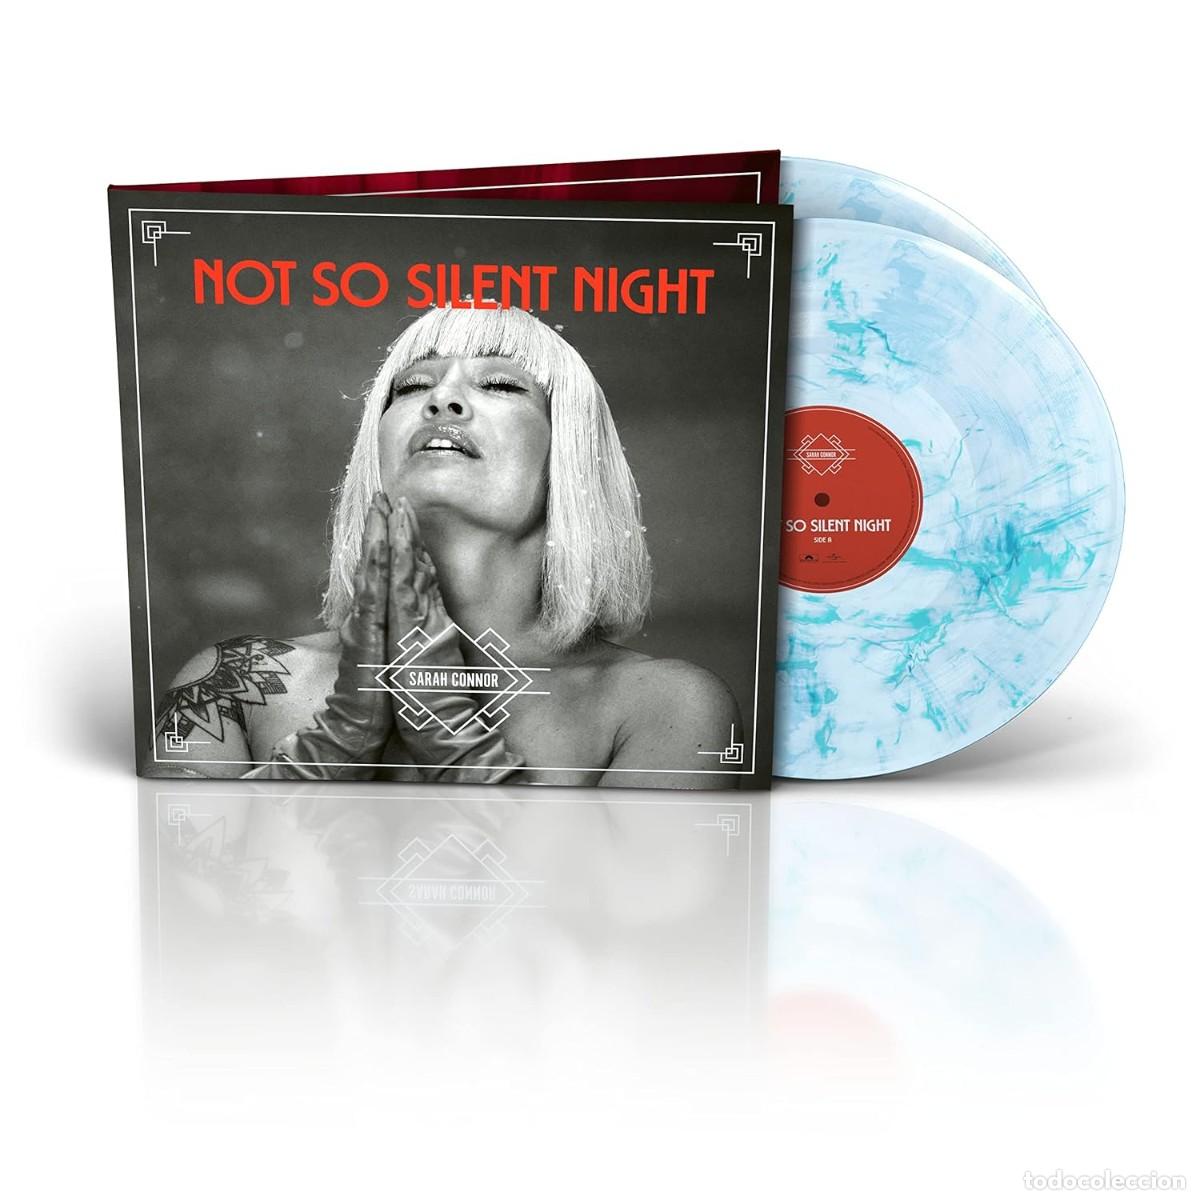 NOT SO SILENT NIGHT
SARAH CONNOR
SARAH CONNOR
SO SILENT NIGHT
SIDE A
todocoleccion